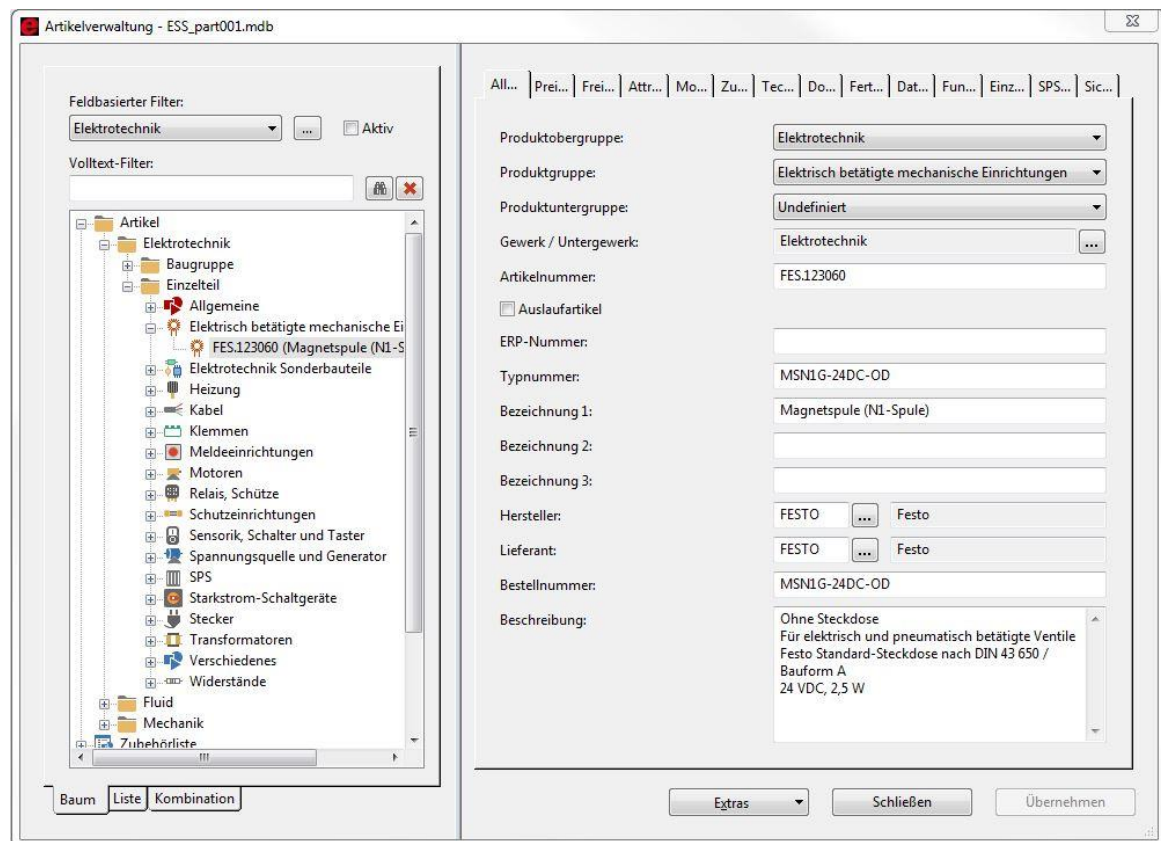 Artikelverwaltung - ESS_part001.mdb
Feldbasierter Filter:
Elektrotechnik
...
Aktiv
Volltext-Filter:
Artikel
Elektrotechnik
Baugruppe
Einzelteil
Allgemeine
Elektrisch betätigte mechanische Ei
FES.123060 (Magnetspule (N1-S
Elektrotechnik Sonderbauteile
Heizung
Kabel
Klemmen
Meldeeinrichtungen
Motoren
Relais, Schütze
Schutzeinrichtungen
Sensorik, Schalter und Taster
Spannungsquelle und Generator
SPS
Starkstrom-Schaltgeräte
Stecker
Transformatoren
Verschiedenes
Widerstände
Fluid
Mechanik
Zubehörliste
Baum Liste Kombination
All... Prei... Frei... Attr... Mo... Zu... Tec... Do... Fert... Dat... Fun... Einz... SPS... Sic...
Produktobergruppe: Elektrotechnik
Produktgruppe: Elektrisch betätigte mechanische Einrichtungen
Produktuntergruppe: Undefiniert
Gewerk / Untergewerk: Elektrotechnik ...
Artikelnummer: FES.123060
Auslaufartikel
ERP-Nummer:
Typnummer: MSN1G-24DC-OD
Bezeichnung 1: Magnetspule (N1-Spule)
Bezeichnung 2:
Bezeichnung 3:
Hersteller: FESTO ... Festo
Lieferant: FESTO ... Festo
Bestellnummer: MSN1G-24DC-OD
Beschreibung: Ohne Steckdose
Für elektrisch und pneumatisch betätigte Ventile
Festo Standard-Steckdose nach DIN 43 650 /
Bauform A
24 VDC, 2,5 W
Extras Schließen Übernehmen